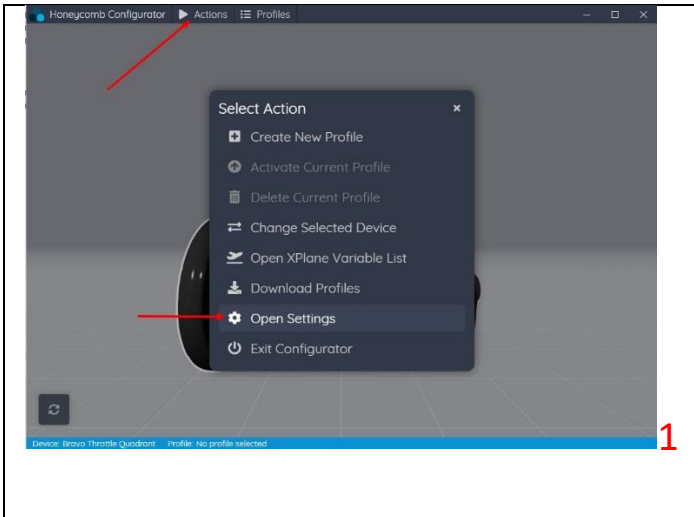 Honeycomb Configurator Actions Profiles
Select Action
Create New Profile
Activate Current Profile
Delete Current Profile
Change Selected Device
Open XPlane Variable List
Download Profiles
Open Settings
Exit Configurator
Device: Bravo Throttle Quadrant Profile: No profile selected
1